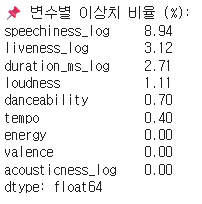 📌 변수별 이상치 비율 (%):
speechiness_log    8.94
liveness_log       3.12
duration_ms_log    2.71
loudness           1.11
danceability       0.70
tempo              0.40
energy             0.00
valence            0.00
acousticness_log   0.00
dtype: float64